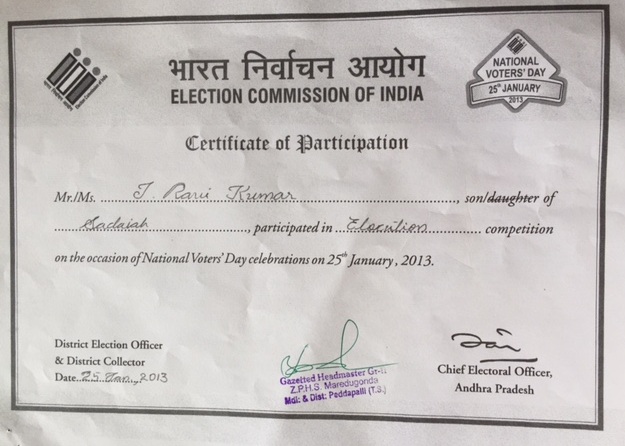 भारत निर्वाचन आयोग
ELECTION COMMISSION OF INDIA
NATIONAL
VOTERS' DAY
25th JANUARY
2013
Certificate of Participation
Mr./Ms. J. Ravi Kumar, son/daughter of
Sadaiah, participated in Elocution competition
on the occasion of National Voters' Day celebrations on 25th January, 2013.
District Election Officer
& District Collector
Date 25 Jan, 2013
Gazetted Headmaster Gr-II
Z.P.H.S. Maredugonda
Mdl: & Dist: Peddapalli (T.S.)
Chief Electoral Officer,
Andhra Pradesh